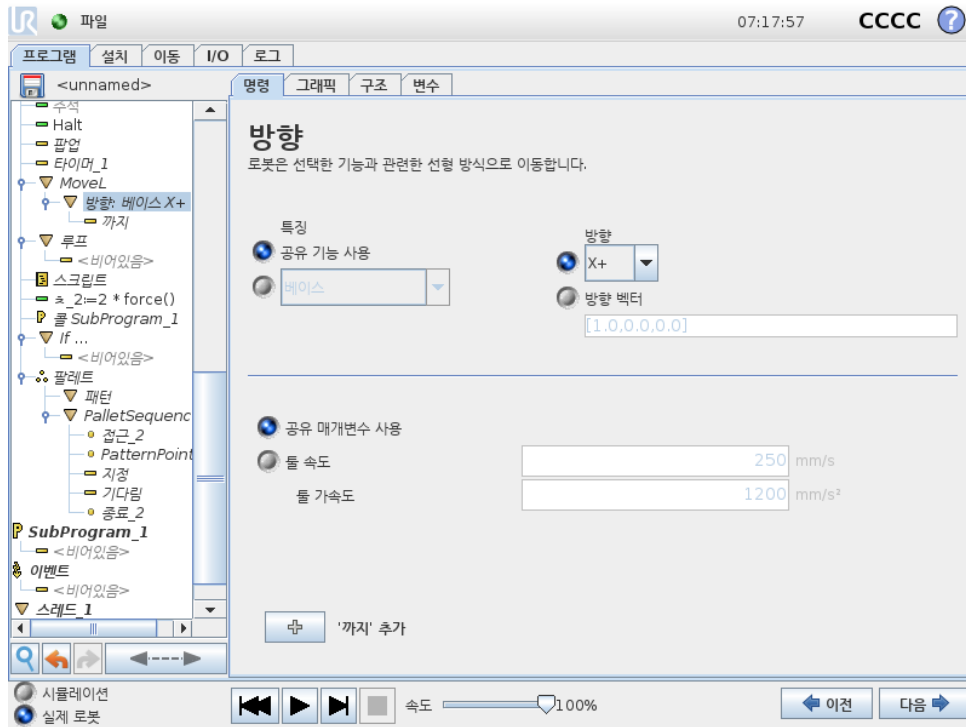 UR 파일 07:17:57 CCCC ?
프로그램 설치 이동 I/O 로그
<unnamed>
명령 그래픽 구조 변수
주석
Halt
팝업
타이머_1
MoveL
방향: 베이스 X+
까지
루프
<비어있음>
스크립트
2:=2 * force()
콜 SubProgram_1
If ...
<비어있음>
팔레트
패턴
PalletSequenc
접근_2
PatternPoint
지정
기다림
종료_2
SubProgram_1
<비어있음>
이벤트
<비어있음>
스레드_1
방향
로봇은 선택한 기능과 관련한 선형 방식으로 이동합니다.
특징
공유 기능 사용
베이스
방향
X+
방향 벡터
[1.0,0.0,0.0]
공유 매개변수 사용
툴 속도 250 mm/s
툴 가속도 1200 mm/s²
'까지' 추가
시뮬레이션
실제 로봇
속도 100%
이전 다음